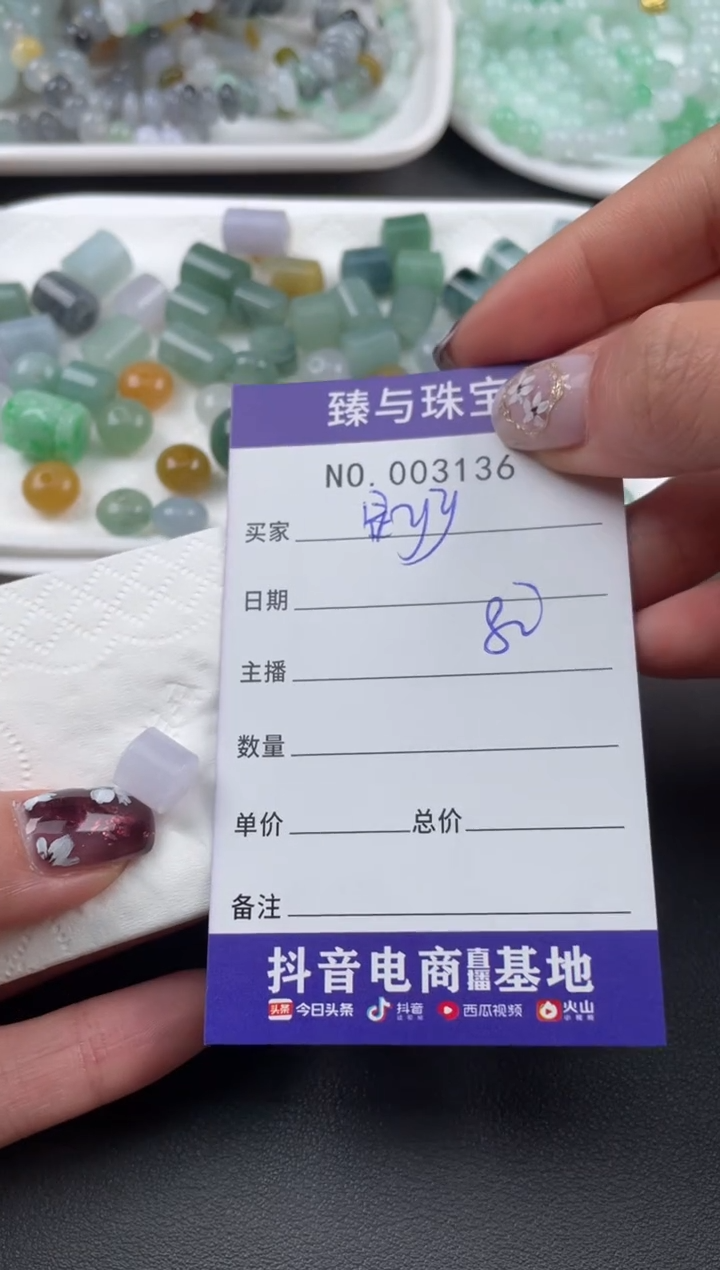 臻与珠宝
NO.003136
买家
日期
80
主播
数量
单价 总价
备注
抖音电商直播基地
头条 今日头条 抖音 西瓜视频 火山